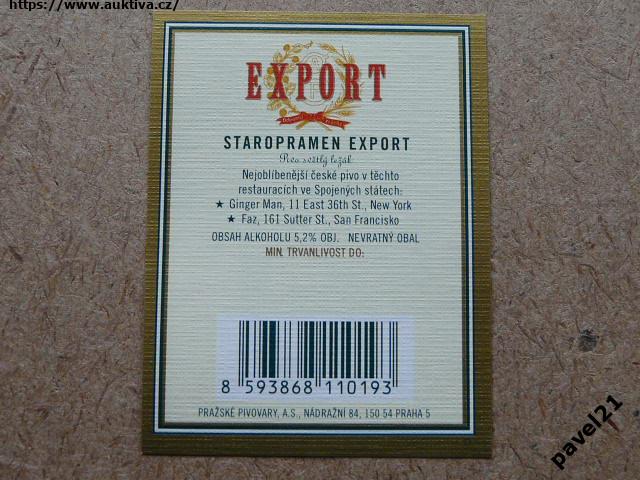 https://www.auktiva.cz/
EXPORT
STAROPRAMEN EXPORT
Pivo světlý ležák
Nejoblíbenější české pivo v těchto
restauracích ve Spojených státech:
★ Ginger Man, 11 East 36th St., New York
★ Faz, 161 Sutter St., San Francisko
OBSAH ALKOHOLU 5,2% OBJ. NEVRATNÝ OBAL
MIN. TRVANLIVOST DO:
8 593868 110193
PRAŽSKÉ PIVOVARY, A.S., NÁDRAŽNÍ 84, 150 54 PRAHA 5
pavel21